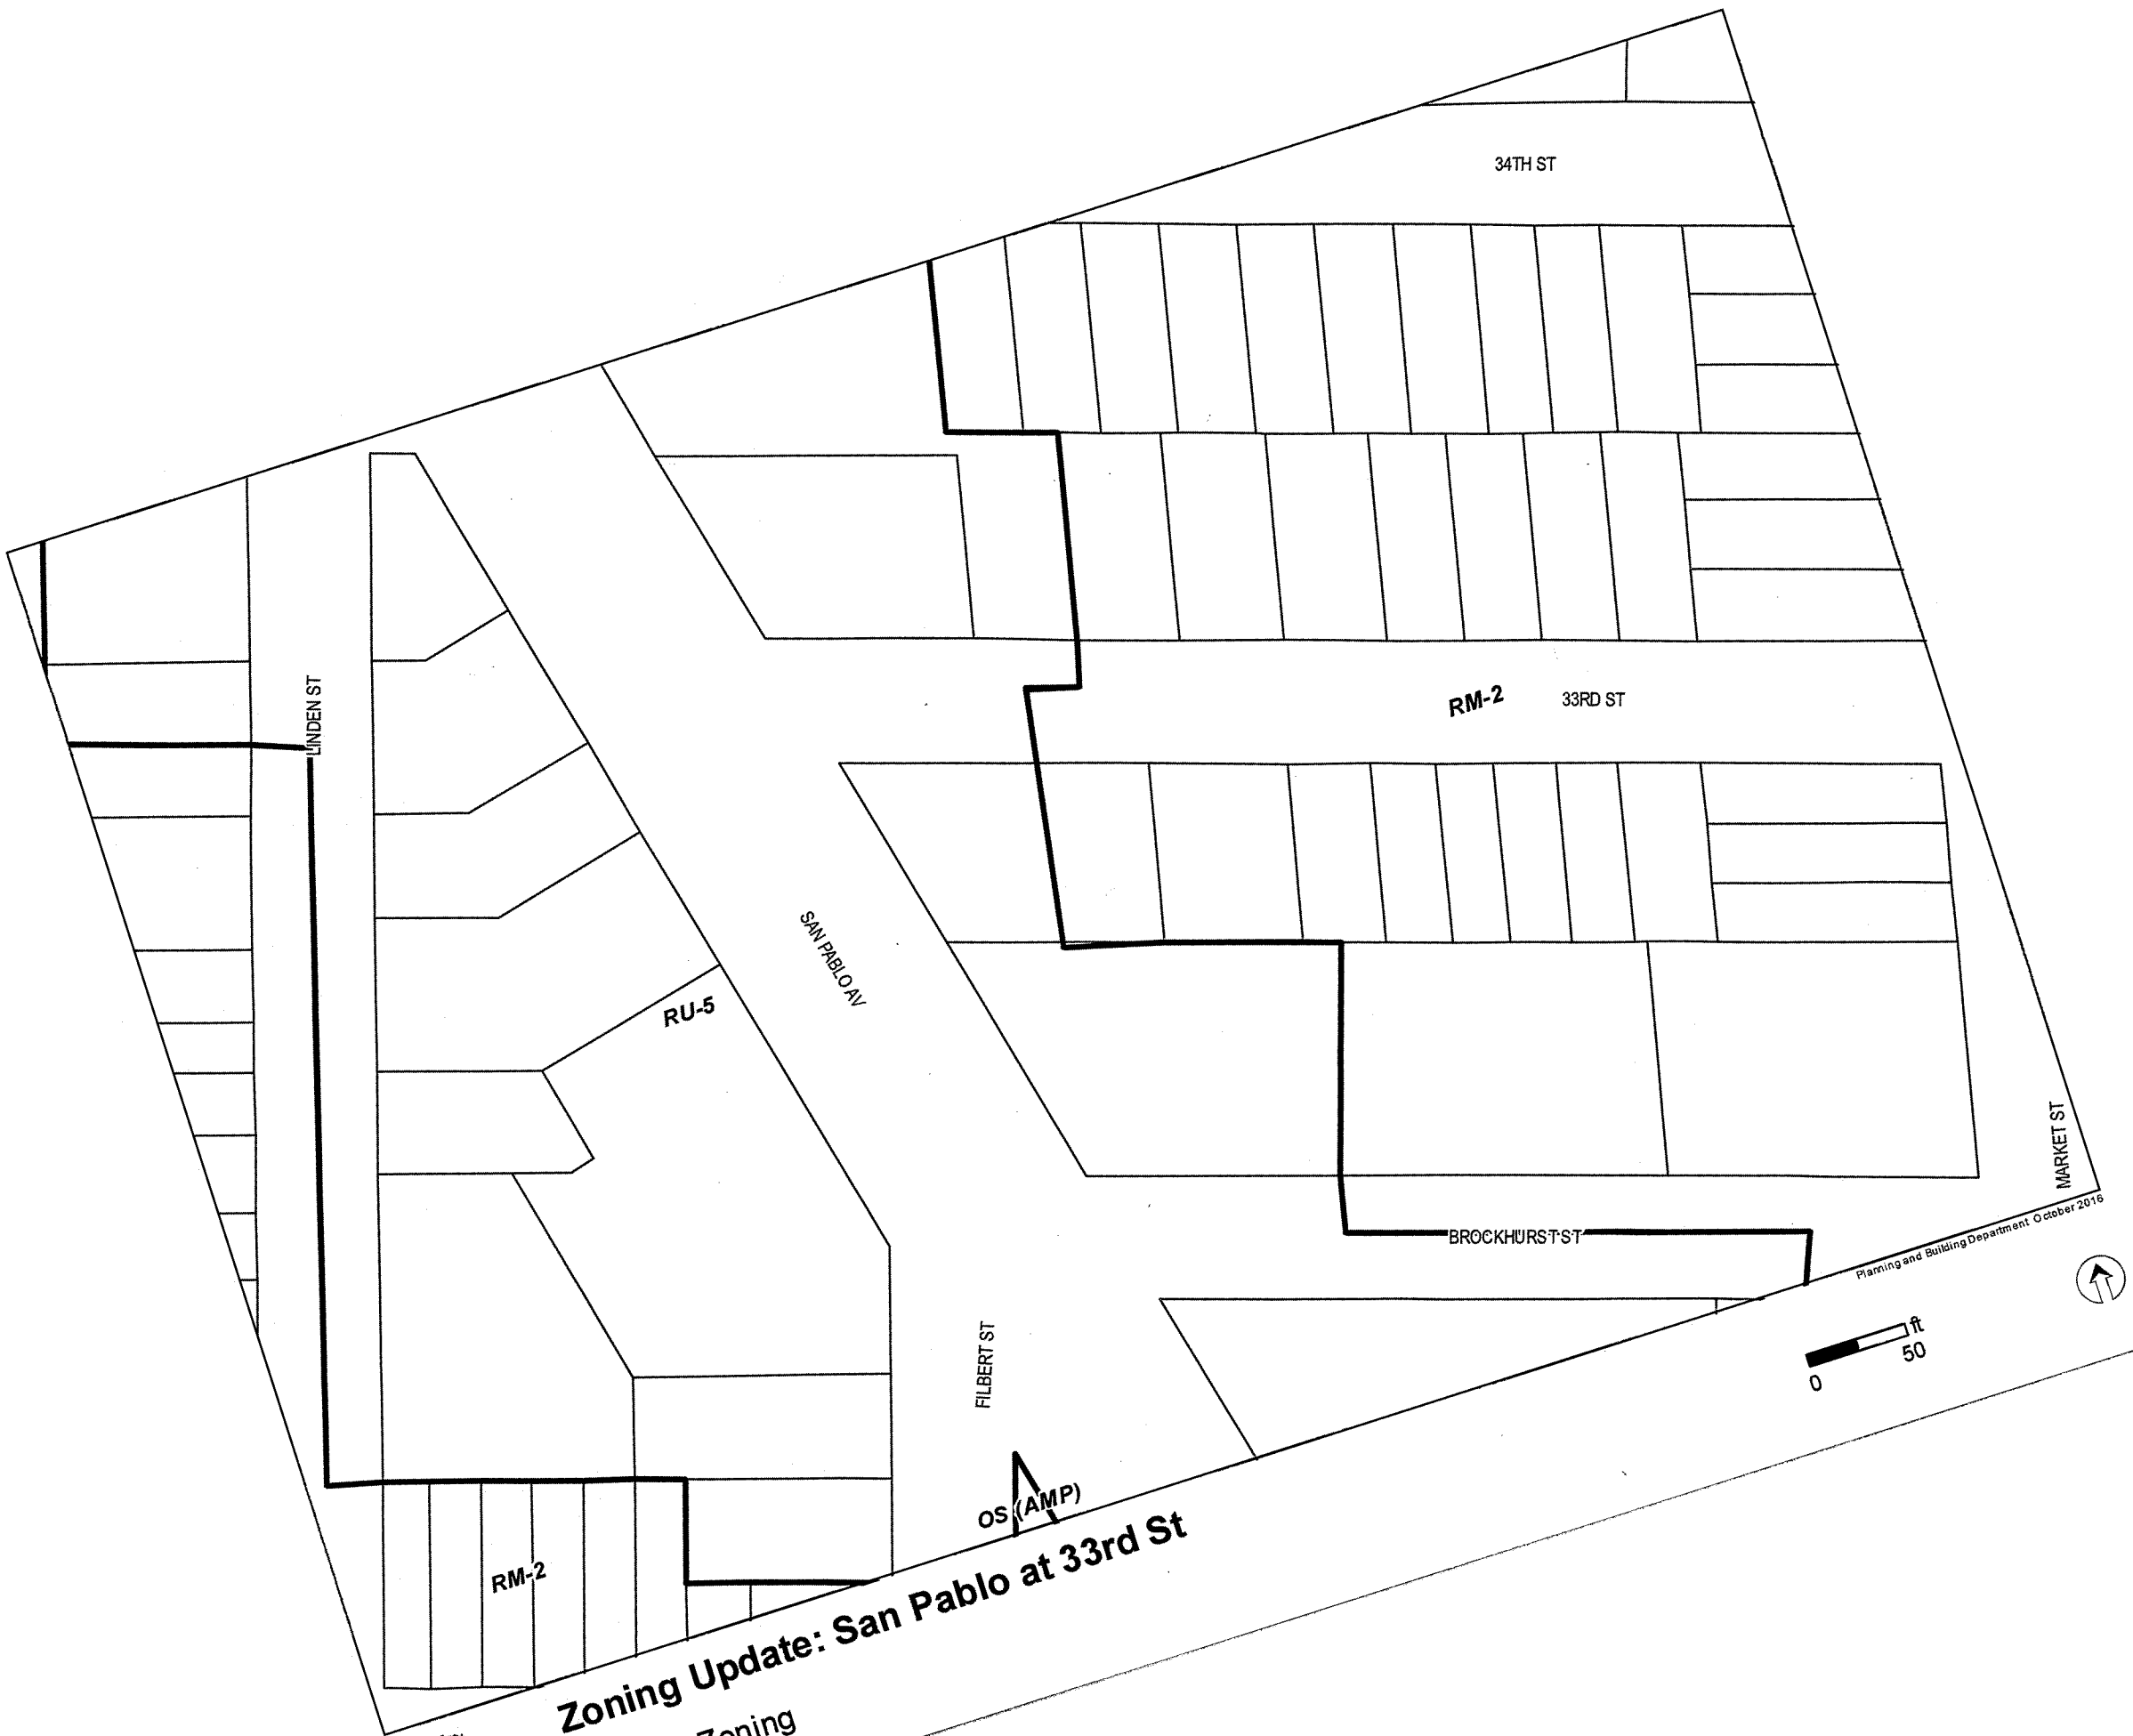 34TH ST
LINDEN ST
RM-2
33RD ST
SAN PABLO AV
RU-5
MARKET ST
BROCKHURST ST
Planning and Building Department October 2016
FILBERT ST
ft
0
50
OS (AMP)
RM-2
Zoning Update: San Pablo at 33rd St
Zoning